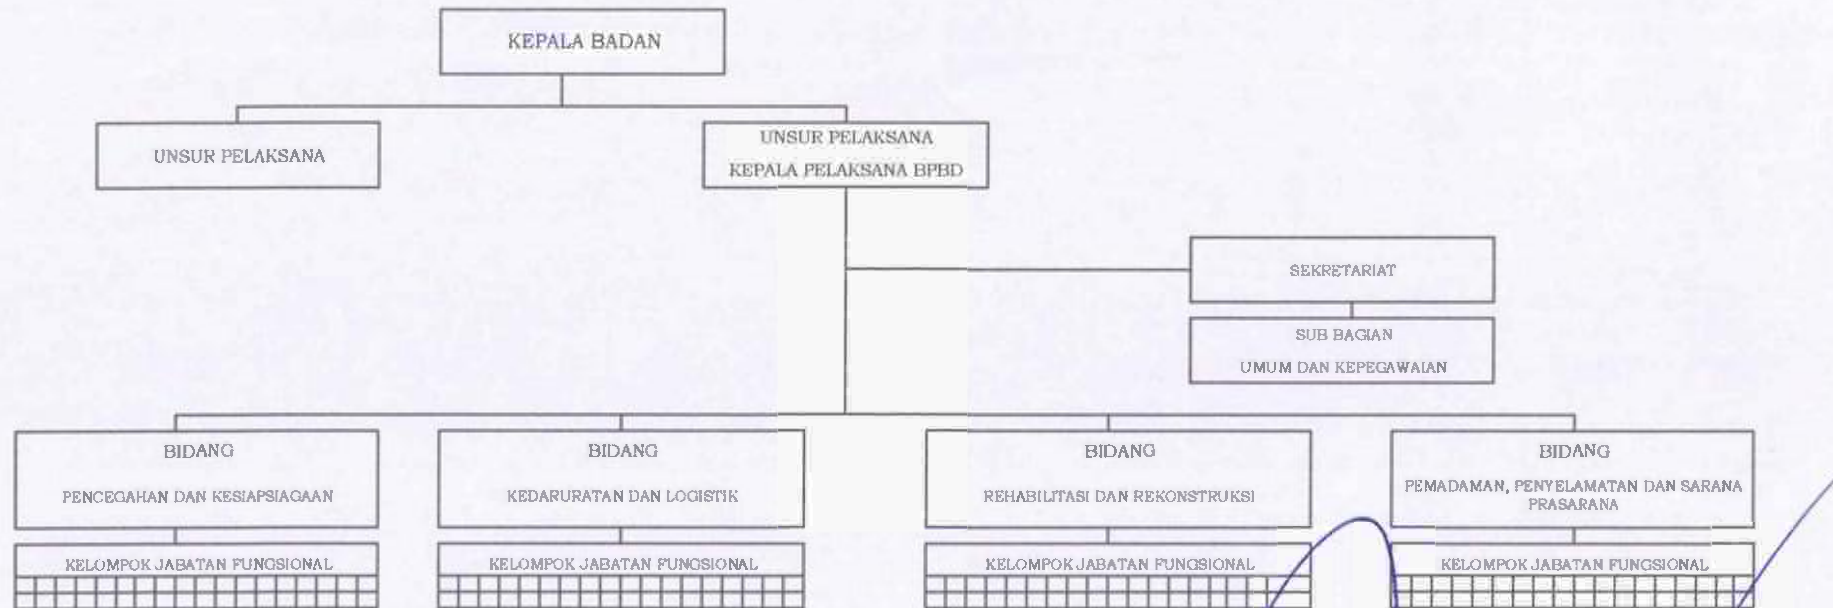 KEPALA BADAN
UNSUR PELAKSANA
UNSUR PELAKSANA
KEPALA PELAKSANA BPBD
SEKRETARIAT
SUB BAGIAN
UMUM DAN KEPEGAWAIAN
BIDANG
PENCEGAHAN DAN KESIAPSIAGAAN
KELOMPOK JABATAN FUNGSIONAL
BIDANG
KEDARURATAN DAN LOGISTIK
KELOMPOK JABATAN FUNGSIONAL
BIDANG
REHABILITASI DAN REKONSTRUKSI
KELOMPOK JABATAN FUNGSIONAL
BIDANG
PEMADAMAN, PENYELAMATAN DAN SARANA
PRASARANA
KELOMPOK JABATAN FUNGSIONAL